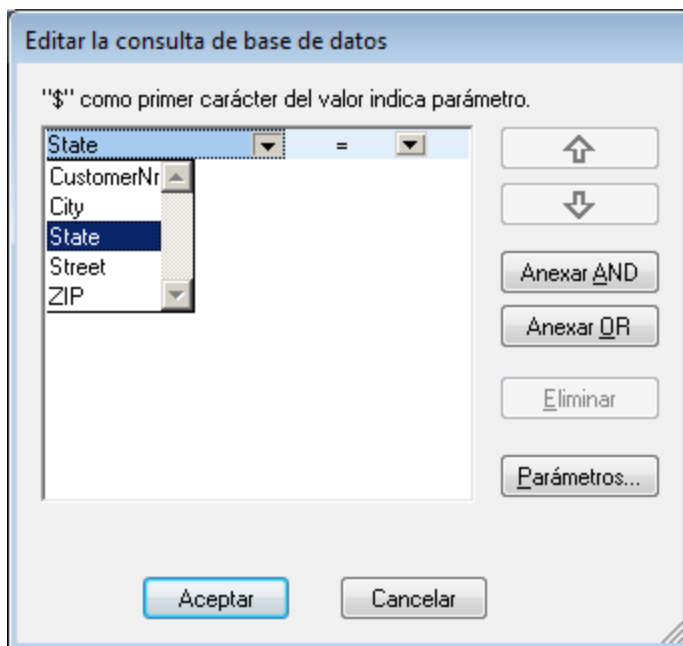 Editar la consulta de base de datos
"$" como primer carácter del valor indica parámetro.
State =
CustomerNr
City
State
Street
ZIP
Anexar AND
Anexar OR
Eliminar
Parámetros...
Aceptar Cancelar